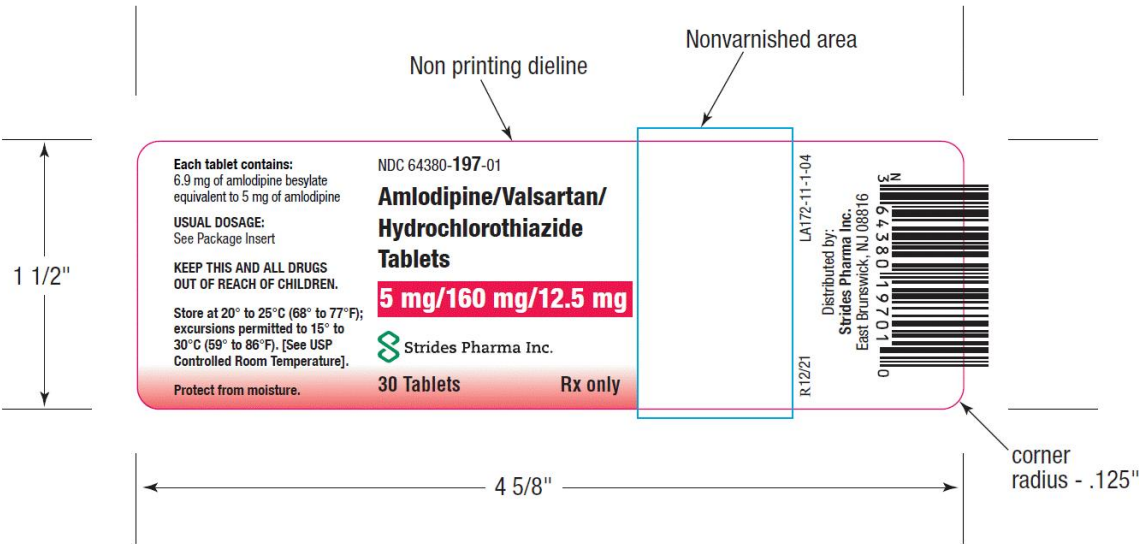 Nonvarnished area
Non printing dieline
1 1/2"
Each tablet contains:
6.9 mg of amlodipine besylate
equivalent to 5 mg of amlodipine
USUAL DOSAGE:
See Package Insert
KEEP THIS AND ALL DRUGS
OUT OF REACH OF CHILDREN.
Store at 20° to 25°C (68° to 77°F);
excursions permitted to 15° to
30°C (59° to 86°F). [See USP
Controlled Room Temperature].
Protect from moisture.
NDC 64380-197-01
Amlodipine/Valsartan/
Hydrochlorothiazide
Tablets
5 mg/160 mg/12.5 mg
Strides Pharma Inc.
30 Tablets Rx only
LA172-11-1-04
R12/21
Distributed by:
Strides Pharma Inc.
East Brunswick, NJ 08816
N
3 64380 19701 0
corner
radius - .125"
4 5/8"